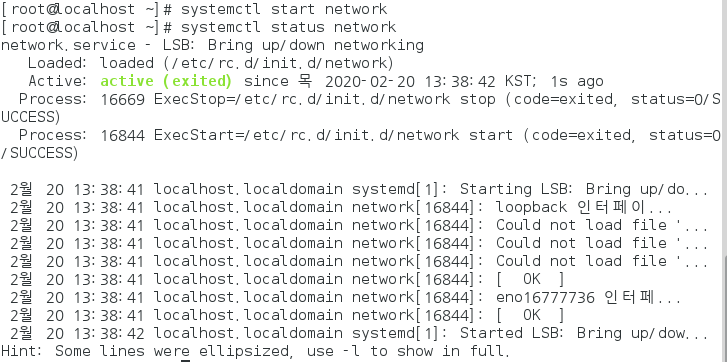 [root@localhost ~]# systemctl start network
[root@localhost ~]# systemctl status network
network.service - LSB: Bring up/down networking
   Loaded: loaded (/etc/rc.d/init.d/network)
   Active: active (exited) since 목 2020-02-20 13:38:42 KST; 1s ago
  Process: 16669 ExecStop=/etc/rc.d/init.d/network stop (code=exited, status=0/S
UCCESS)
  Process: 16844 ExecStart=/etc/rc.d/init.d/network start (code=exited, status=0
/SUCCESS)

 2월 20 13:38:41 localhost.localdomain systemd[1]: Starting LSB: Bring up/do...
 2월 20 13:38:41 localhost.localdomain network[16844]: loopback 인터페이...
 2월 20 13:38:41 localhost.localdomain network[16844]: Could not load file '...
 2월 20 13:38:41 localhost.localdomain network[16844]: Could not load file '...
 2월 20 13:38:41 localhost.localdomain network[16844]: Could not load file '...
 2월 20 13:38:41 localhost.localdomain network[16844]: [  OK  ]
 2월 20 13:38:41 localhost.localdomain network[16844]: eno16777736 인터페...
 2월 20 13:38:41 localhost.localdomain network[16844]: [  OK  ]
 2월 20 13:38:42 localhost.localdomain systemd[1]: Started LSB: Bring up/dow...
Hint: Some lines were ellipsized, use -l to show in full.